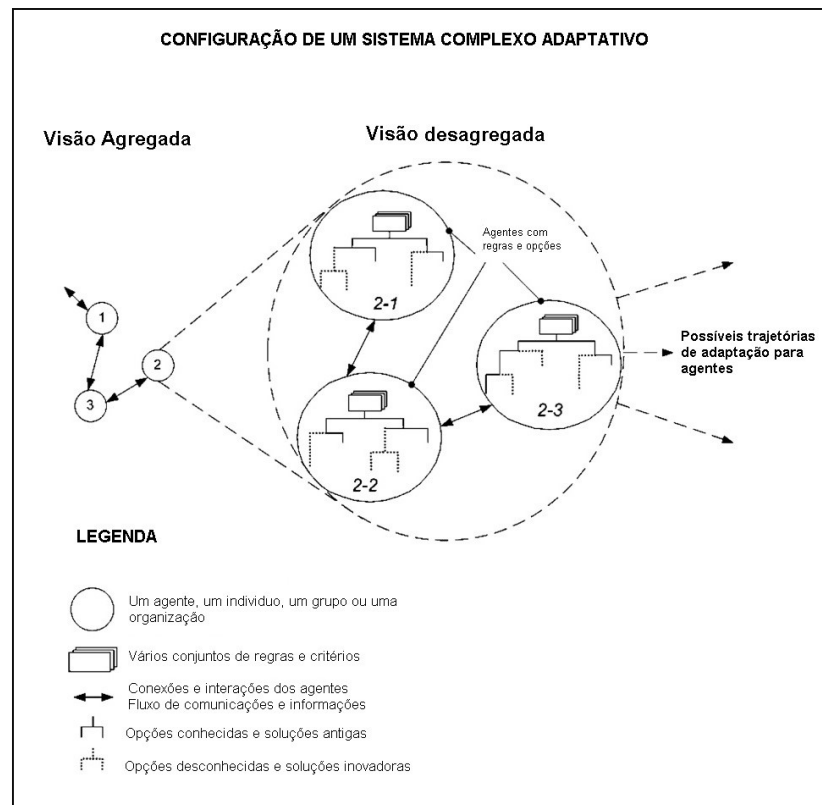 CONFIGURAÇÃO DE UM SISTEMA COMPLEXO ADAPTATIVO
Visão Agregada
Visão desagregada
1
2
3
Agentes com
regras e opções
2-1
2-2
2-3
Possíveis trajetórias
de adaptação para
agentes
LEGENDA
Um agente, um individuo, um grupo ou uma
organização
Vários conjuntos de regras e critérios
Conexões e interações dos agentes
Fluxo de comunicações e informações
Opções conhecidas e soluções antigas
Opções desconhecidas e soluções inovadoras